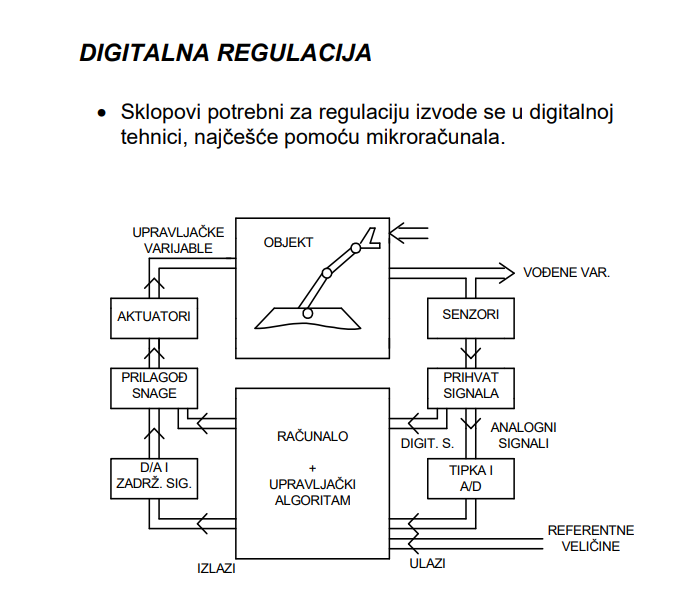 DIGITALNA REGULACIJA
• Sklopovi potrebni za regulaciju izvode se u digitalnoj
tehnici, najčešće pomoću mikroračunala.
UPRAVLJAČKE
VARIJABLE
OBJEKT
VOĐENE VAR.
AKTUATORI
SENZORI
PRILAGOĐ
SNAGE
PRIHVAT
SIGNALA
RAČUNALO
+
UPRAVLJAČKI
ALGORITAM
DIGIT. S.
ANALOGNI
SIGNALI
D/A I
ZADRŽ. SIG.
TIPKA I
A/D
REFERENTNE
VELIČINE
IZLAZI
ULAZI